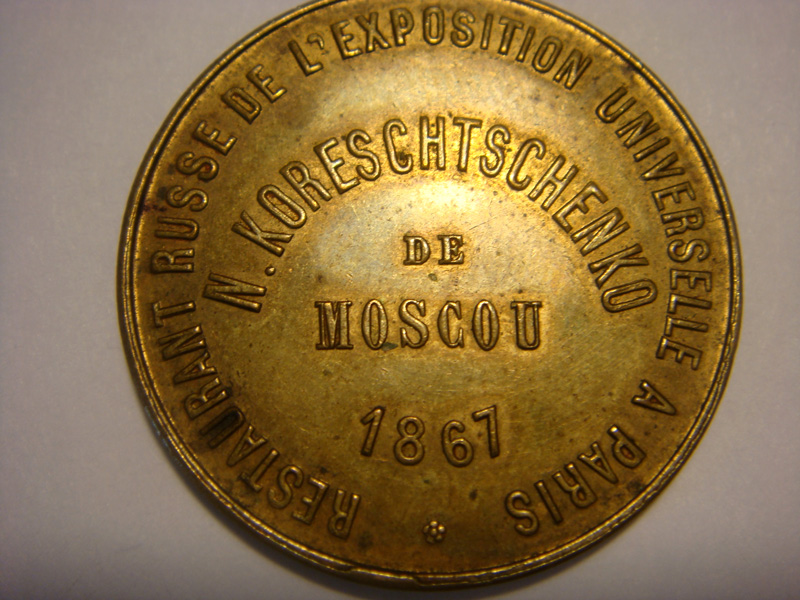 RESTAURANT RUSSE DE L'EXPOSITION UNIVERSELLE A PARIS
N. KORESCHTSCHENKO
DE
MOSCOU
1867